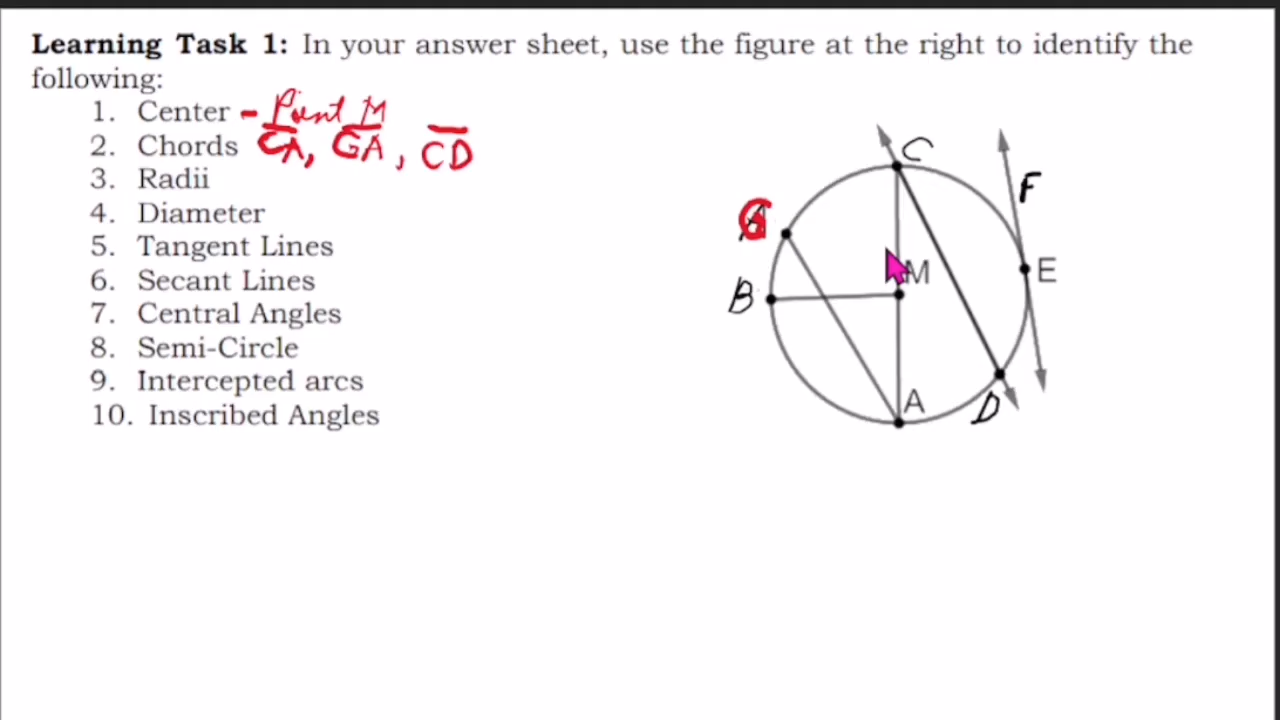 Learning Task 1: In your answer sheet, use the figure at the right to identify the
following:
1. Center - Point M
2. Chords CA, GA, CD
3. Radii
4. Diameter
5. Tangent Lines
6. Secant Lines
7. Central Angles
8. Semi-Circle
9. Intercepted arcs
10. Inscribed Angles
C
F
G
M
E
B
A
D